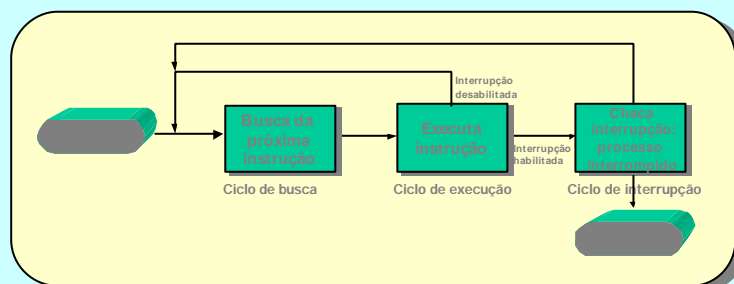 Interrupção
desabilitada
Busca da
próxima
instrução
Executa
instrução
Interrupção
habilitada
Checa
interrupção:
processo
interrompido
Ciclo de busca
Ciclo de execução
Ciclo de interrupção